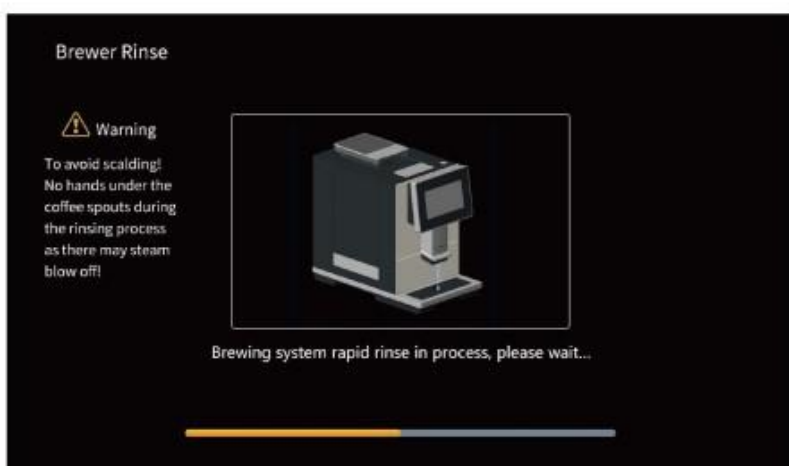 Brewer Rinse
Warning
To avoid scalding!
No hands under the
coffee spouts during
the rinsing process
as there may steam
blow off!
Brewing system rapid rinse in process, please wait...